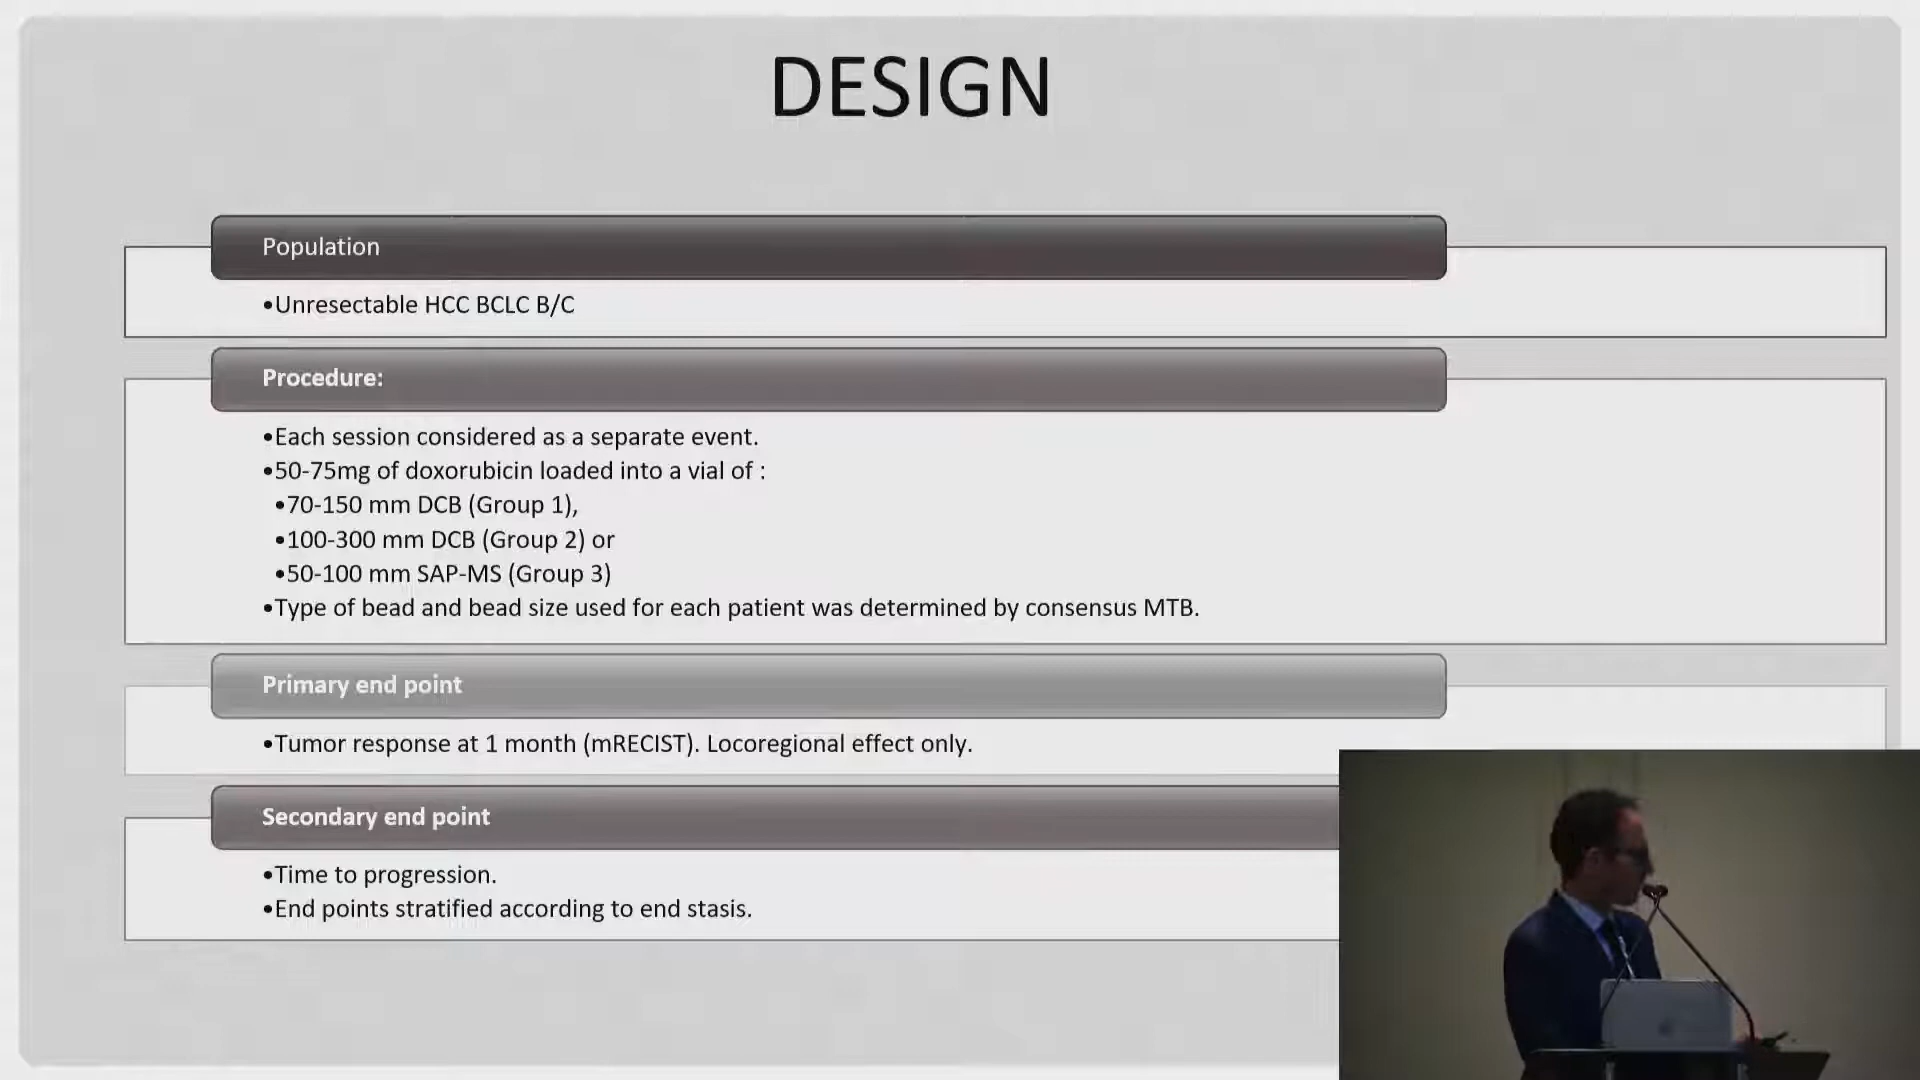 DESIGN
Population
•Unresectable HCC BCLC B/C
Procedure:
•Each session considered as a separate event.
•50-75mg of doxorubicin loaded into a vial of :
•70-150 mm DCB (Group 1),
•100-300 mm DCB (Group 2) or
•50-100 mm SAP-MS (Group 3)
•Type of bead and bead size used for each patient was determined by consensus MTB.
Primary end point
•Tumor response at 1 month (mRECIST). Locoregional effect only.
Secondary end point
•Time to progression.
•End points stratified according to end stasis.